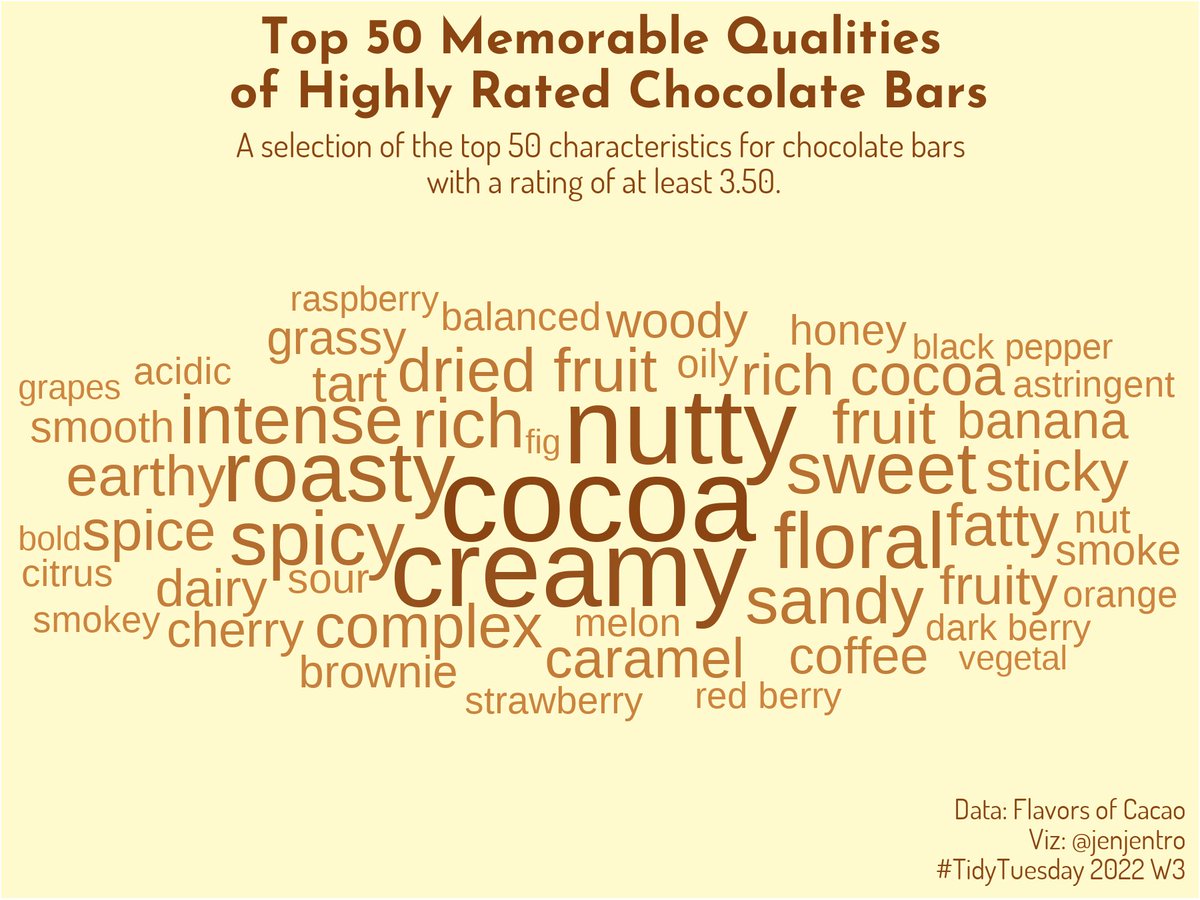 Top 50 Memorable Qualities
of Highly Rated Chocolate Bars
A selection of the top 50 characteristics for chocolate bars
with a rating of at least 3.50.
raspberry
balanced
woody
honey
grassy
black pepper
acidic
dried fruit
oily
rich cocoa
grapes
tart
astringent
smooth
intense
rich
fig
nutty
fruit
banana
earthy
roasty
sweet
sticky
cocoa
bold
spice
spicy
floral
fatty
nut
smoke
creamy
citrus
dairy
sour
fruity
orange
sandy
smokey
cherry
complex
melon
dark berry
brownie
caramel
coffee
vegetal
strawberry
red berry
Data: Flavors of Cacao
Viz: @jenjentro
#TidyTuesday 2022 W3